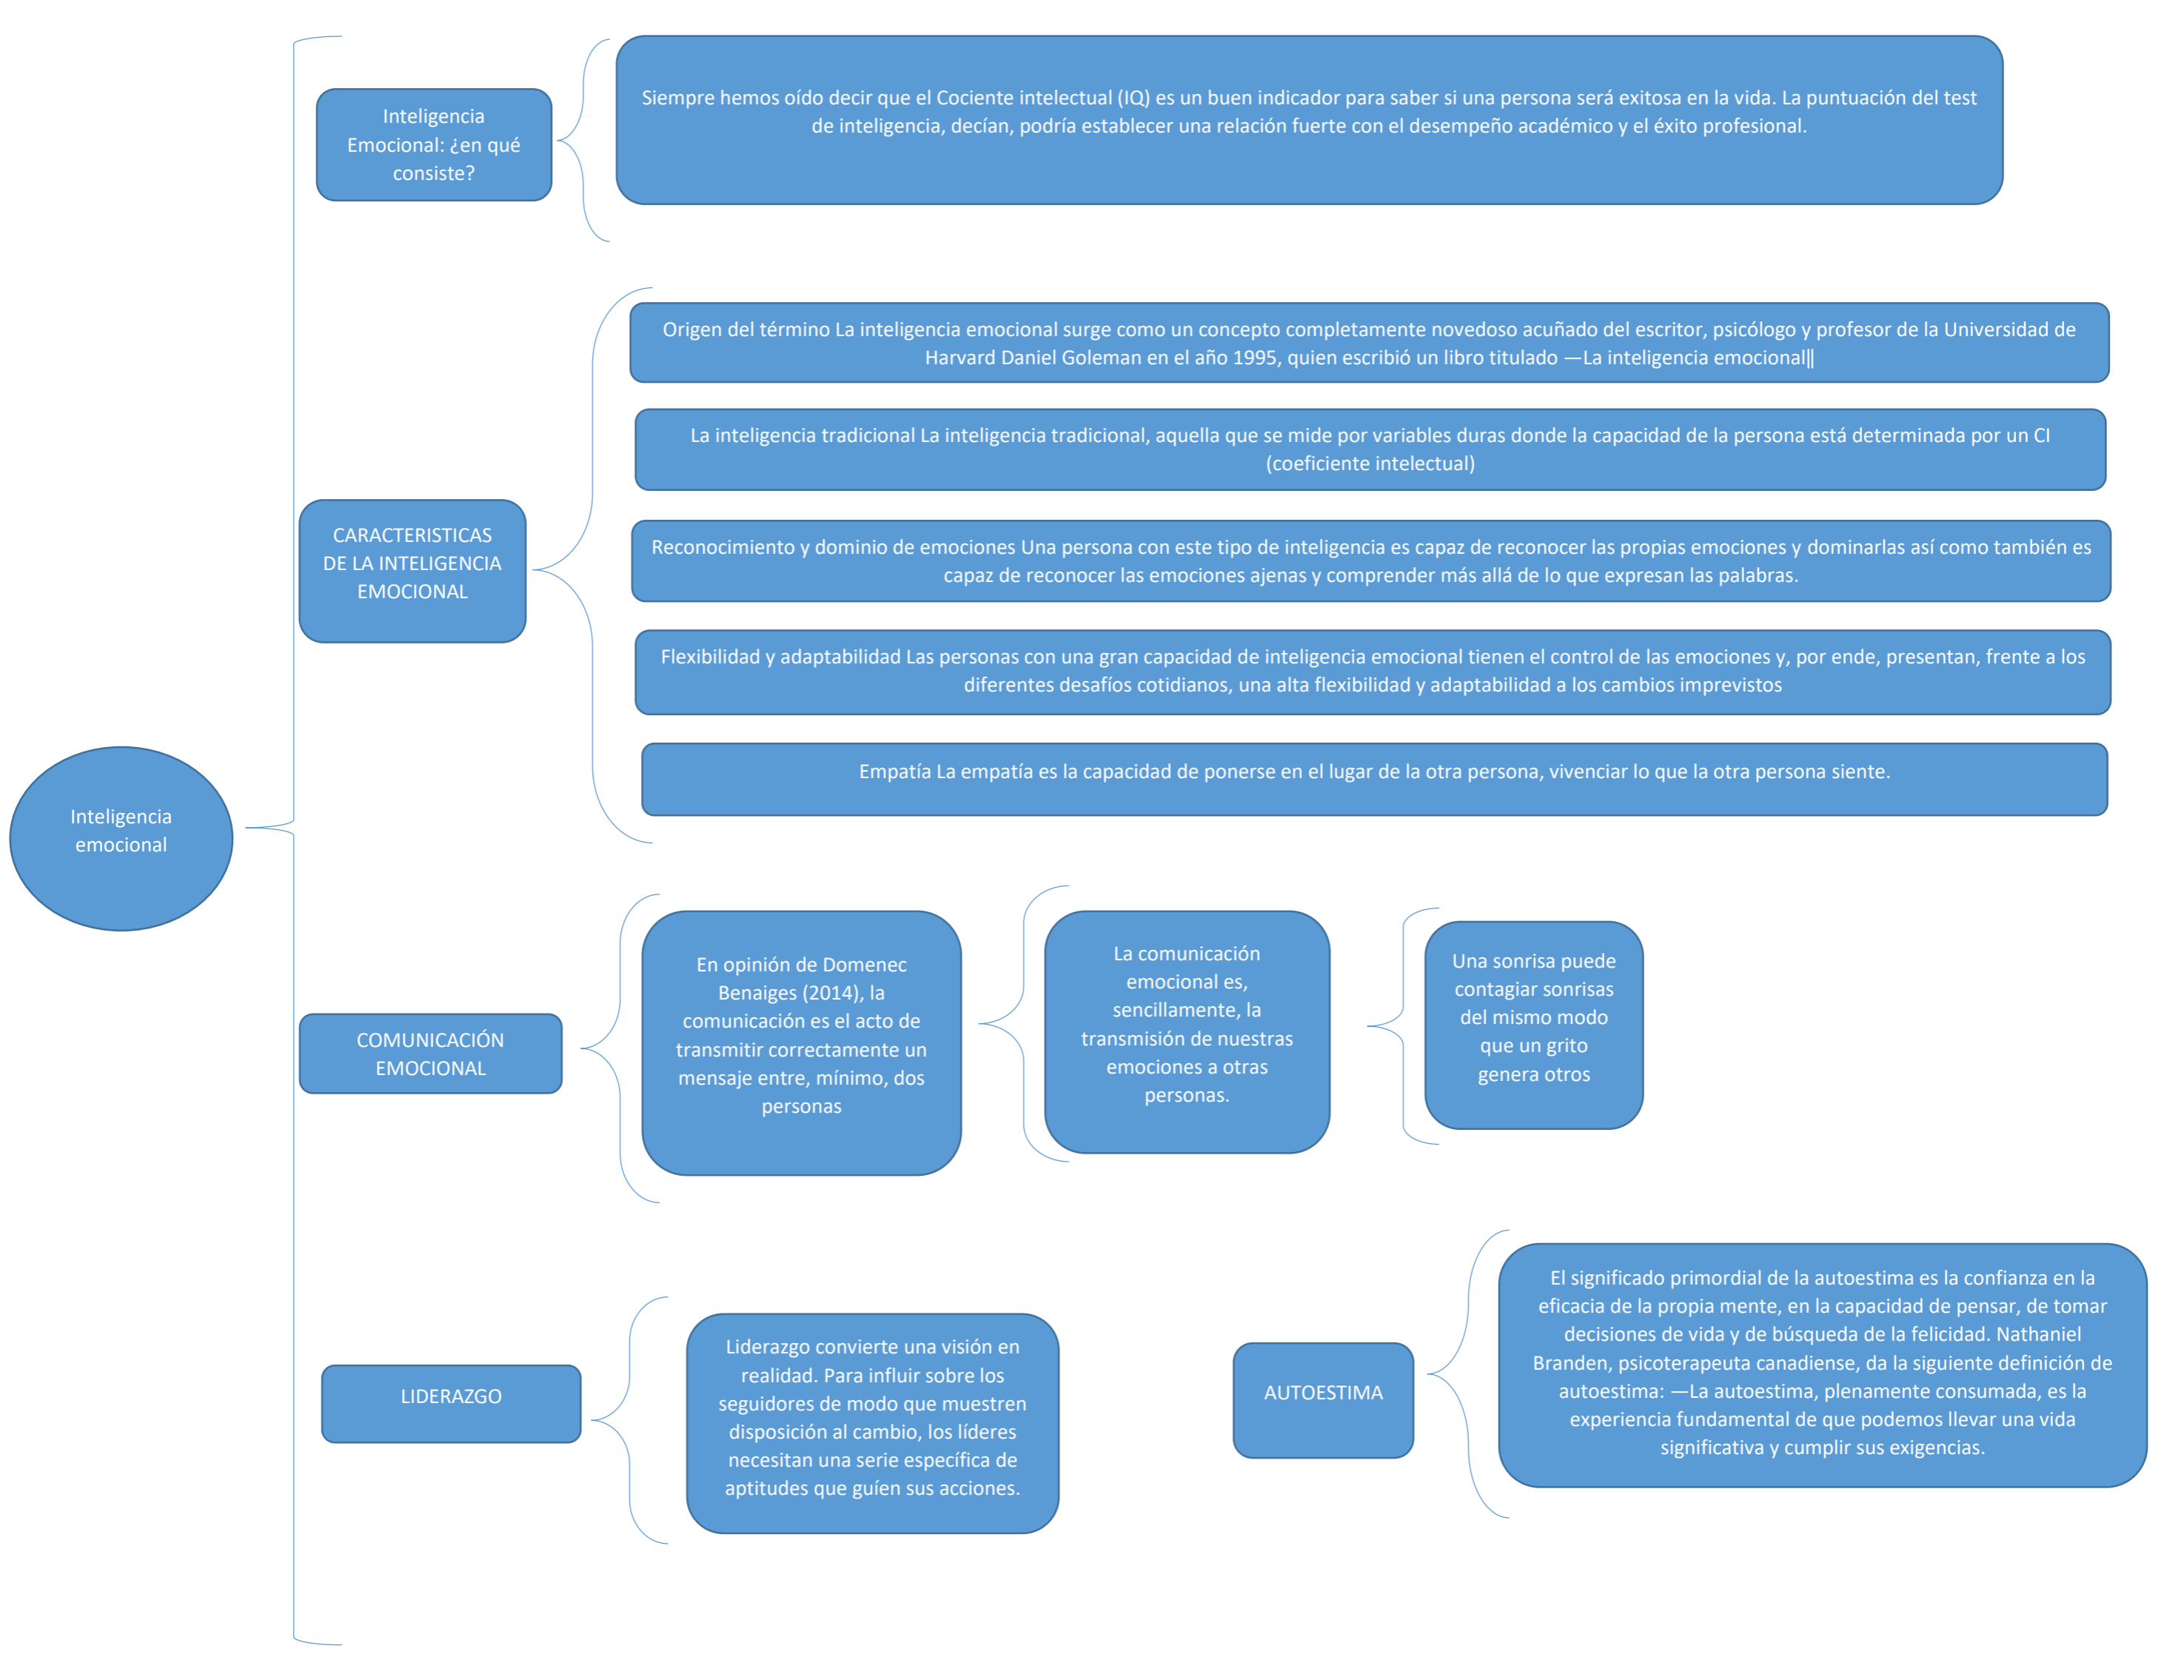 Inteligencia
Emocional: ¿en qué
consiste?
Siempre hemos oído decir que el Cociente intelectual (IQ) es un buen indicador para saber si una persona será exitosa en la vida. La puntuación del test
de inteligencia, decían, podría establecer una relación fuerte con el desempeño académico y el éxito profesional.
CARACTERISTICAS
DE LA INTELIGENCIA
EMOCIONAL
Origen del término La inteligencia emocional surge como un concepto completamente novedoso acuñado del escritor, psicólogo y profesor de la Universidad de
Harvard Daniel Goleman en el año 1995, quien escribió un libro titulado ―La inteligencia emocional‖
La inteligencia tradicional La inteligencia tradicional, aquella que se mide por variables duras donde la capacidad de la persona está determinada por un CI
(coeficiente intelectual)
Reconocimiento y dominio de emociones Una persona con este tipo de inteligencia es capaz de reconocer las propias emociones y dominarlas así como también es
capaz de reconocer las emociones ajenas y comprender más allá de lo que expresan las palabras.
Flexibilidad y adaptabilidad Las personas con una gran capacidad de inteligencia emocional tienen el control de las emociones y, por ende, presentan, frente a los
diferentes desafíos cotidianos, una alta flexibilidad y adaptabilidad a los cambios imprevistos
Empatía La empatía es la capacidad de ponerse en el lugar de la otra persona, vivenciar lo que la otra persona siente.
Inteligencia
emocional
COMUNICACIÓN
EMOCIONAL
En opinión de Domenec
Benaiges (2014), la
comunicación es el acto de
transmitir correctamente un
mensaje entre, mínimo, dos
personas
La comunicación
emocional es,
sencillamente, la
transmisión de nuestras
emociones a otras
personas.
Una sonrisa puede
contagiar sonrisas
del mismo modo
que un grito
genera otros
LIDERAZGO
Liderazgo convierte una visión en
realidad. Para influir sobre los
seguidores de modo que muestren
disposición al cambio, los líderes
necesitan una serie específica de
aptitudes que guíen sus acciones.
AUTOESTIMA
El significado primordial de la autoestima es la confianza en la
eficacia de la propia mente, en la capacidad de pensar, de tomar
decisiones de vida y de búsqueda de la felicidad. Nathaniel
Branden, psicoterapeuta canadiense, da la siguiente definición de
autoestima: ―La autoestima, plenamente consumada, es la
experiencia fundamental de que podemos llevar una vida
significativa y cumplir sus exigencias.